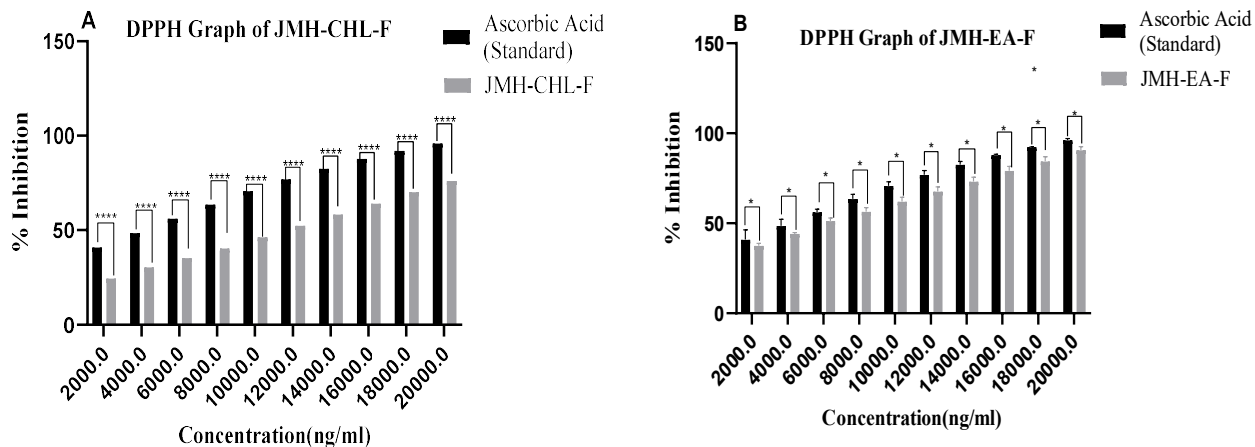 A
DPPH Graph of JMH-CHL-F
Ascorbic Acid
(Standard)
JMH-CHL-F
150
100
50
0
% Inhibition
**** **** **** **** **** **** **** **** **** ****
2000.0 4000.0 6000.0 8000.0 10000.0 12000.0 14000.0 16000.0 18000.0 20000.0
Concentration(ng/ml)
B
DPPH Graph of JMH-EA-F
Ascorbic Acid
(Standard)
JMH-EA-F
150
100
50
0
% Inhibition
*
* * * * * * * * * *
2000.0 4000.0 6000.0 8000.0 10000.0 12000.0 14000.0 16000.0 18000.0 20000.0
Concentration(ng/ml)